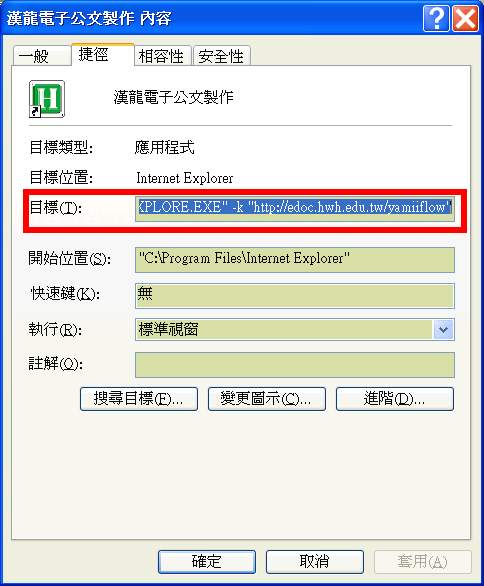 漢龍電子公文製作 內容
一般 捷徑 相容性 安全性
漢龍電子公文製作
目標類型: 應用程式
目標位置: Internet Explorer
目標(T): XPLORE.EXE" -k "http://edoc.hwh.edu.tw/yamiiflow"
開始位置(S): "C:\Program Files\Internet Explorer"
快速鍵(K): 無
執行(R): 標準視窗
註解(O):
搜尋目標(F)... 變更圖示(C)... 進階(D)...
確定 取消 套用(A)